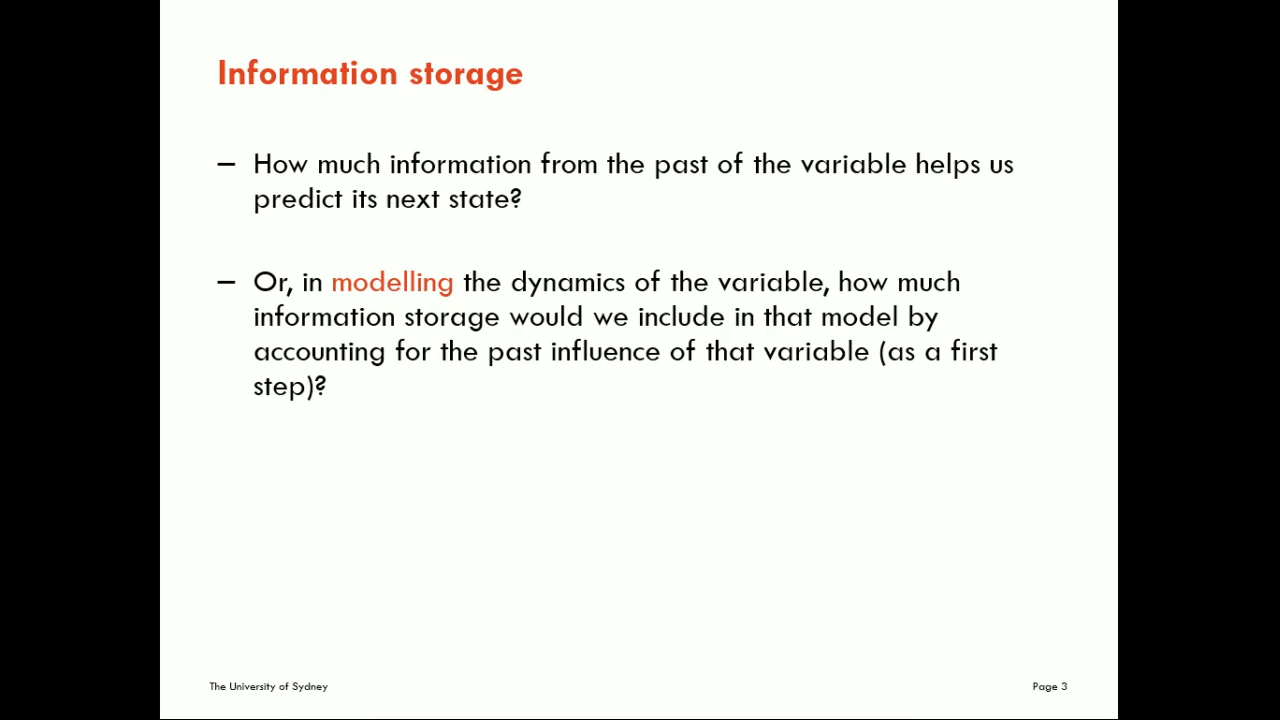 Information storage
– How much information from the past of the variable helps us
predict its next state?
– Or, in modelling the dynamics of the variable, how much
information storage would we include in that model by
accounting for the past influence of that variable (as a first
step)?
The University of Sydney
Page 3